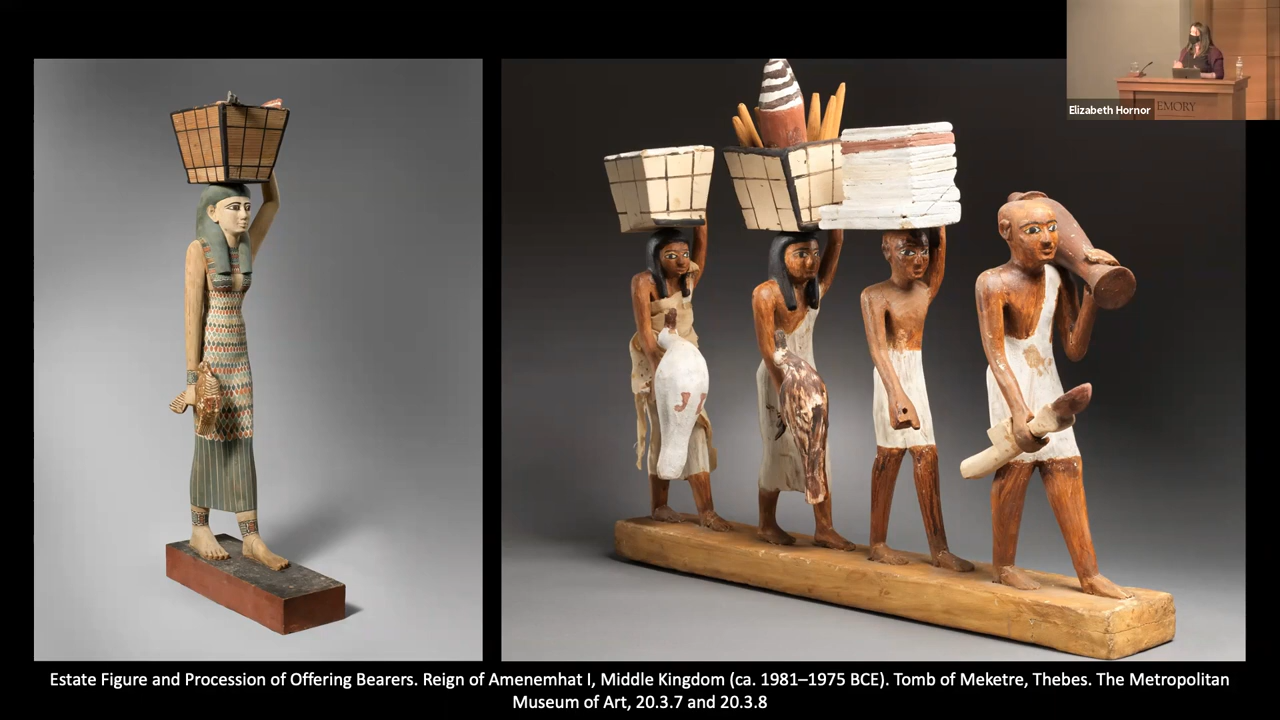 Elizabeth Hornor
EMORY
Estate Figure and Procession of Offering Bearers. Reign of Amenemhat I, Middle Kingdom (ca. 1981–1975 BCE). Tomb of Meketre, Thebes. The Metropolitan
Museum of Art, 20.3.7 and 20.3.8